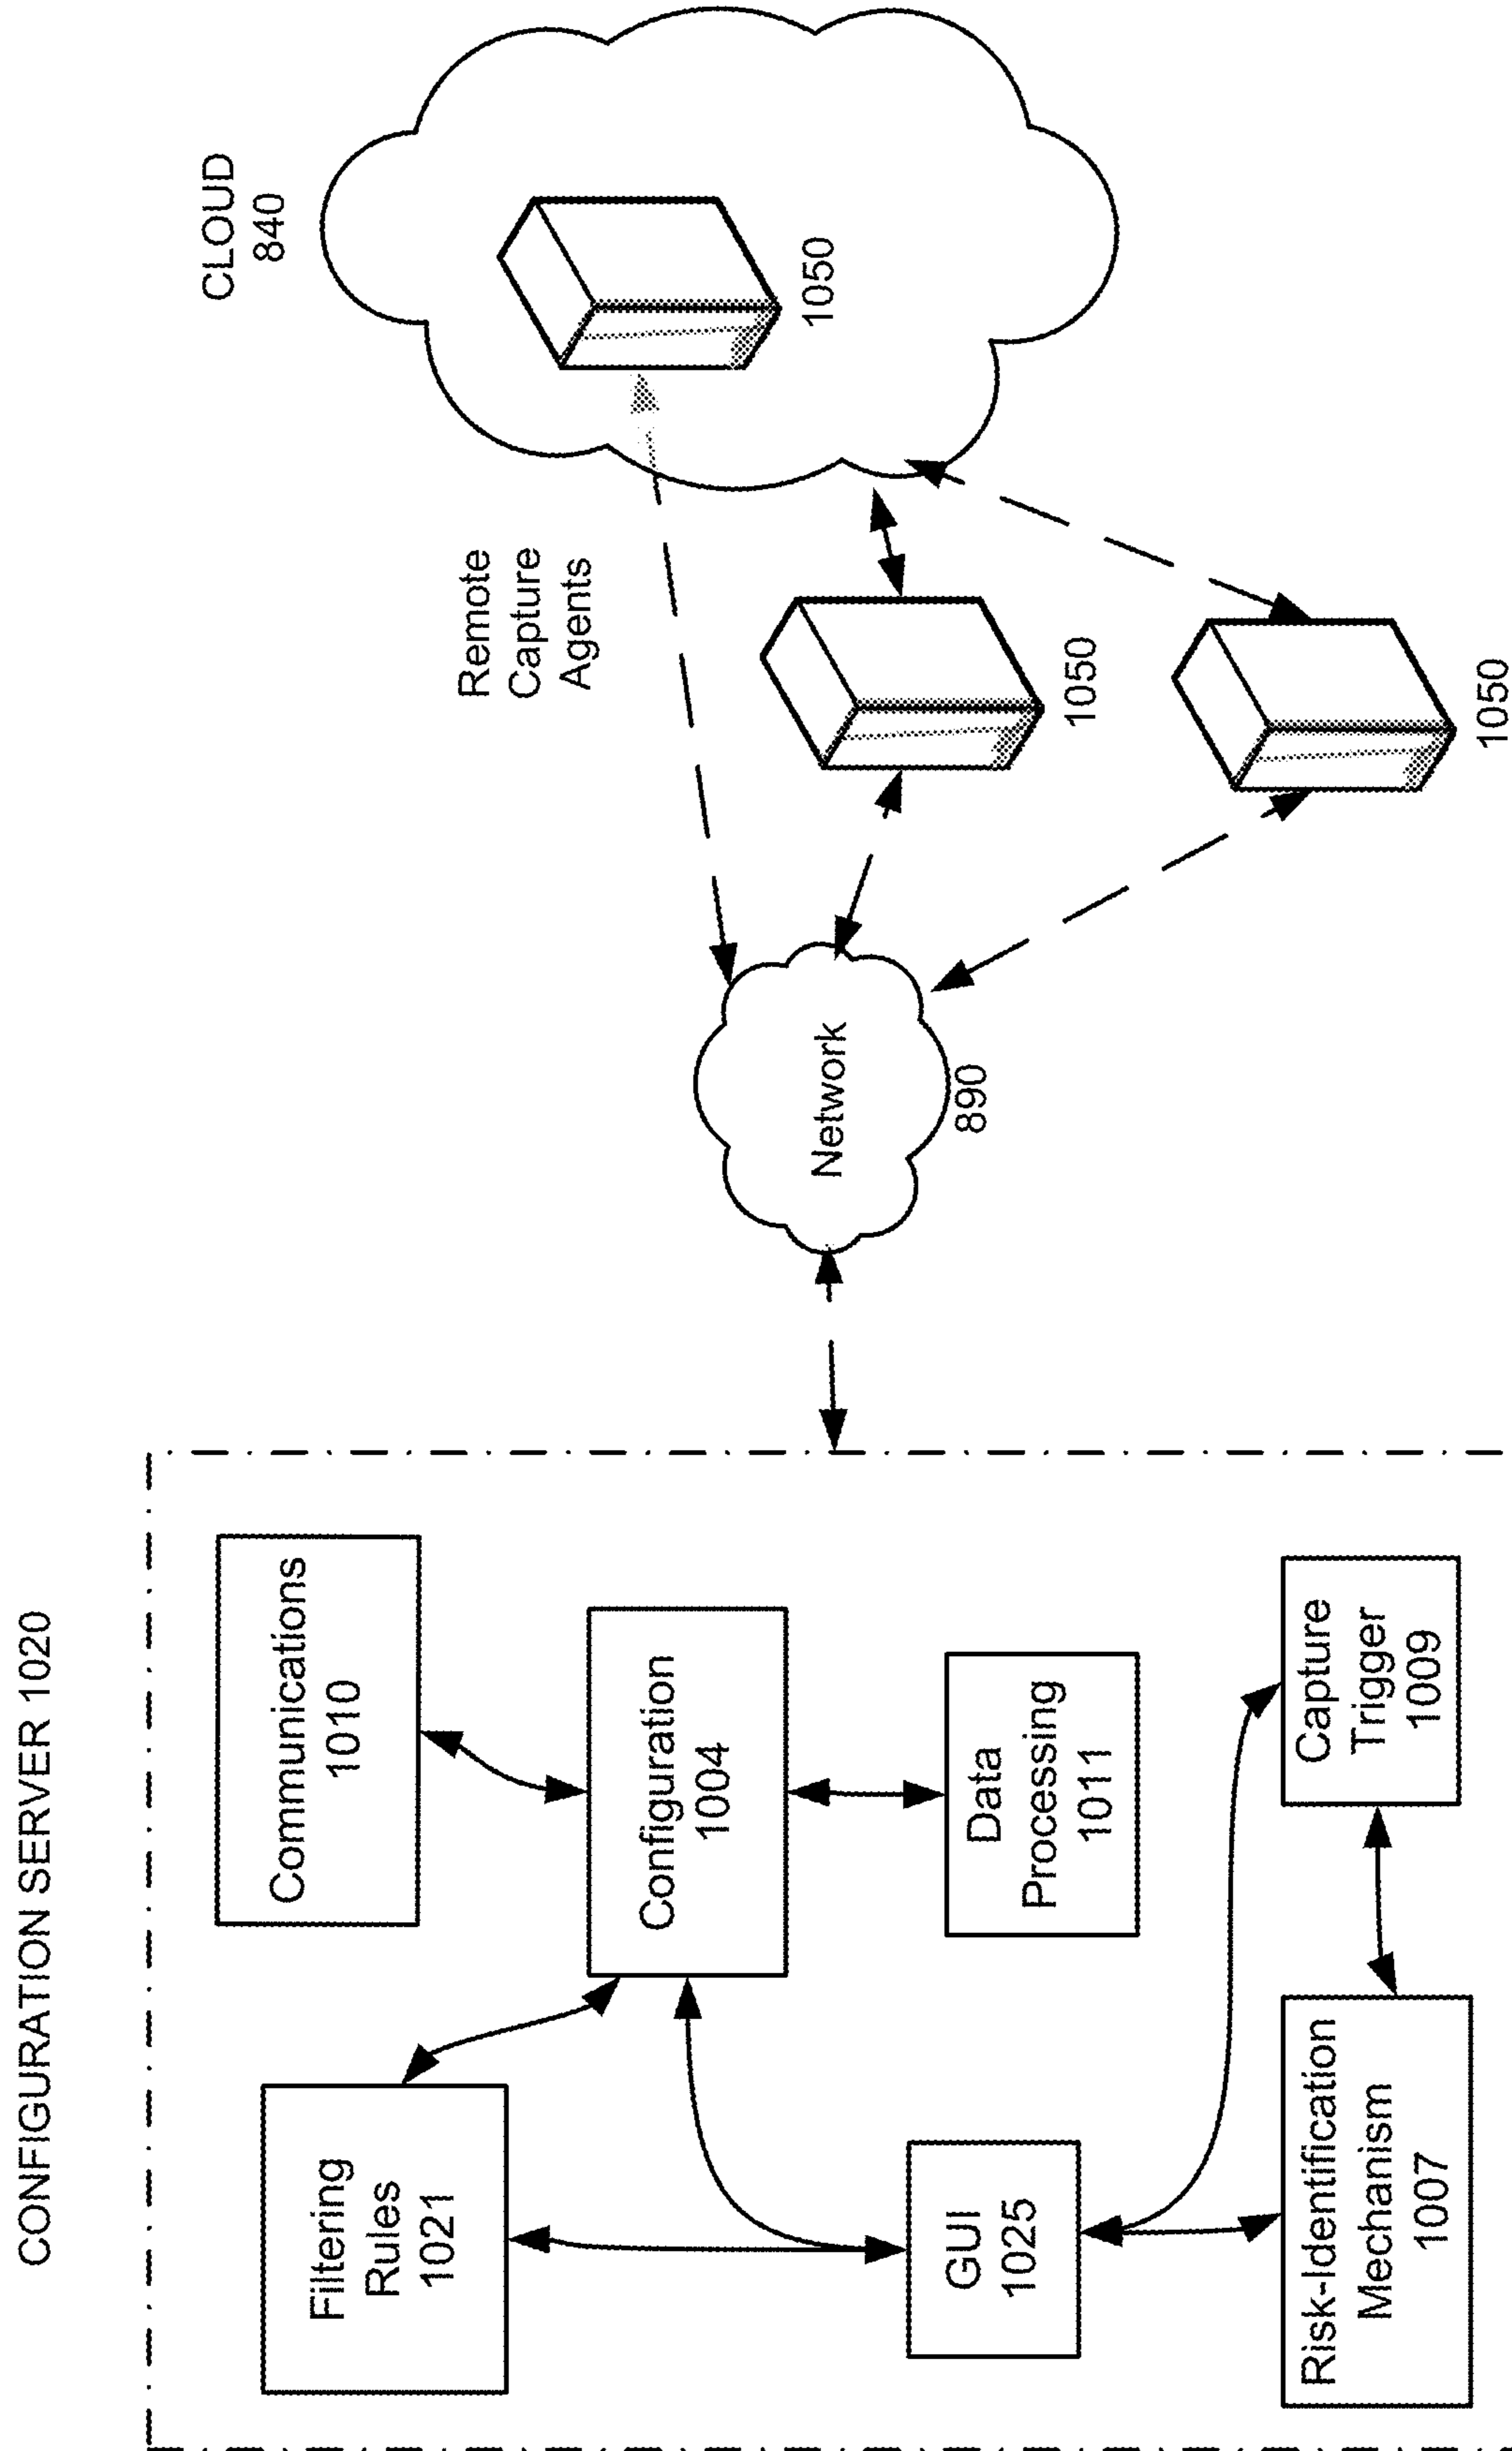 CONFIGURATION SERVER 1020
Filtering
Rules
1021
Communications
1010
Configuration
1004
GUI
1025
Data
Processing
1011
Risk-Identification
Mechanism
1007
Capture
Trigger
1009
Network
890
Remote
Capture
Agents
CLOUD
840
1050
1050
1050